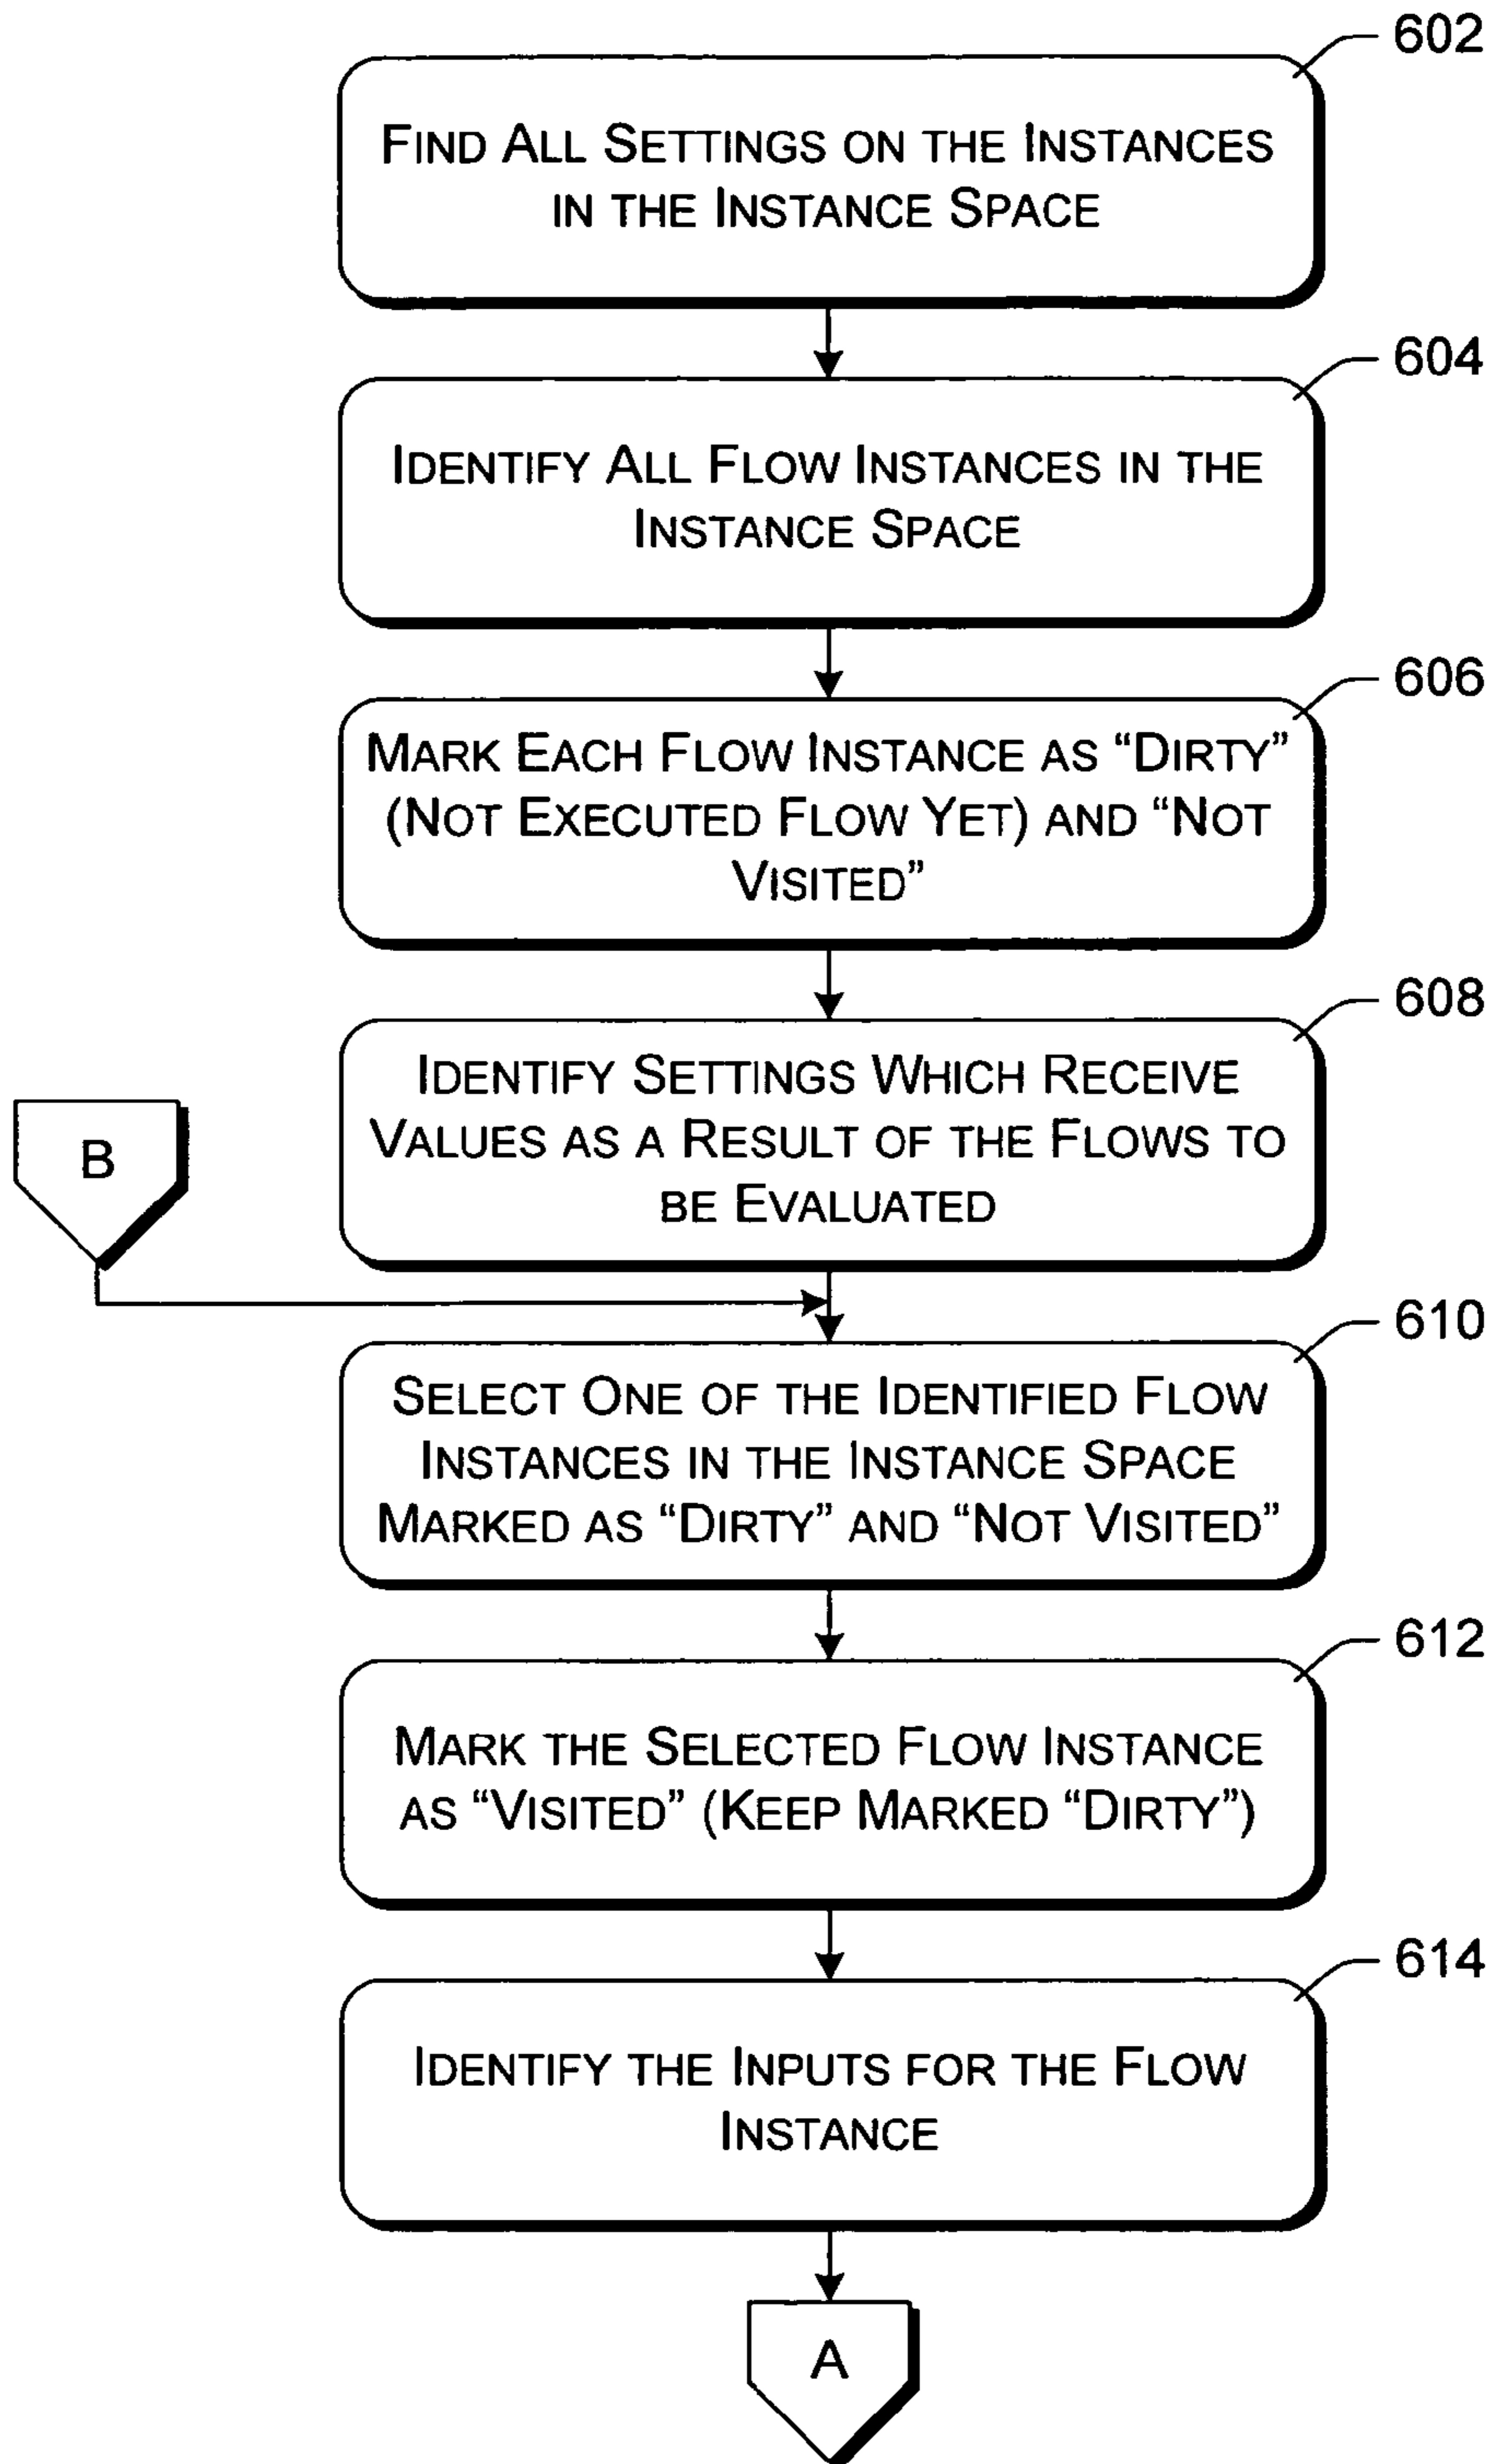 602
FIND ALL SETTINGS ON THE INSTANCES
IN THE INSTANCE SPACE
604
IDENTIFY ALL FLOW INSTANCES IN THE
INSTANCE SPACE
606
MARK EACH FLOW INSTANCE AS “DIRTY”
(NOT EXECUTED FLOW YET) AND “NOT
VISITED”
608
IDENTIFY SETTINGS WHICH RECEIVE
VALUES AS A RESULT OF THE FLOWS TO
BE EVALUATED
B
610
SELECT ONE OF THE IDENTIFIED FLOW
INSTANCES IN THE INSTANCE SPACE
MARKED AS “DIRTY” AND “NOT VISITED”
612
MARK THE SELECTED FLOW INSTANCE
AS “VISITED” (KEEP MARKED “DIRTY”)
614
IDENTIFY THE INPUTS FOR THE FLOW
INSTANCE
A